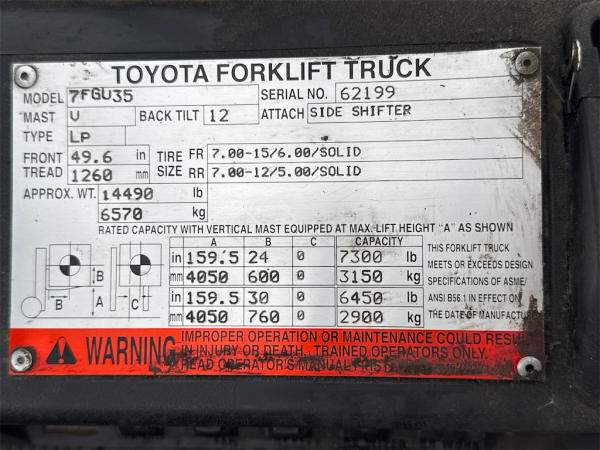 TOYOTA FORKLIFT TRUCK
MODEL 7FGU35 SERIAL NO. 62199
MAST V BACK TILT 12 ATTACH SIDE SHIFTER
TYPE LP
FRONT 49.6 in TIRE FR 7.00-15/6.00/SOLID
TREAD 1260 mm SIZE RR 7.00-12/5.00/SOLID
APPROX. WT. 14490 lb
6570 kg
RATED CAPACITY WITH VERTICAL MAST EQUIPPED AT MAX. LIFT HEIGHT "A" AS SHOWN
A B C CAPACITY
in 159.5 24 0 7300 lb
mm 4050 600 0 3150 kg
in 159.5 30 0 6450 lb
mm 4050 760 0 2900 kg
B
B A C
THIS FORKLIFT TRUCK
MEETS OR EXCEEDS DESIGN
SPECIFICATIONS OF ASME/
ANSI B56.1 IN EFFECT ON
THE DATE OF MANUFACTUR
WARNING
IMPROPER OPERATION OR MAINTENANCE COULD RESUL
IN INJURY OR DEATH. TRAINED OPERATORS ONLY.
READ OPERATOR'S MANUAL FIRST.